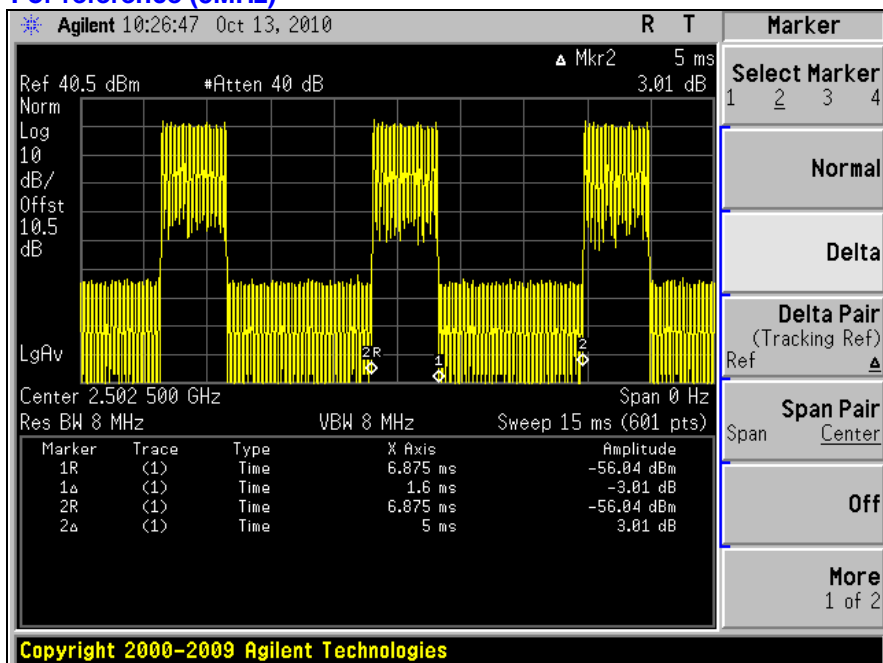 Agilent 10:26:47 Oct 13, 2010 R T
Δ Mkr2 5 ms
Ref 40.5 dBm #Atten 40 dB 3.01 dB
Norm
Log
10
dB/
Offst
10.5
dB
LgAv
2R
1
2
Center 2.502 500 GHz Span 0 Hz
Res BW 8 MHz VBW 8 MHz Sweep 15 ms (601 pts)
Marker Trace Type X Axis Amplitude
1R (1) Time 6.875 ms -56.04 dBm
1Δ (1) Time 1.6 ms -3.01 dB
2R (1) Time 6.875 ms -56.04 dBm
2Δ (1) Time 5 ms 3.01 dB
Copyright 2000-2009 Agilent Technologies
Marker
Select Marker
1 2 3 4
Normal
Delta
Delta Pair
(Tracking Ref)
Ref Δ
Span Pair
Span Center
Off
More
1 of 2